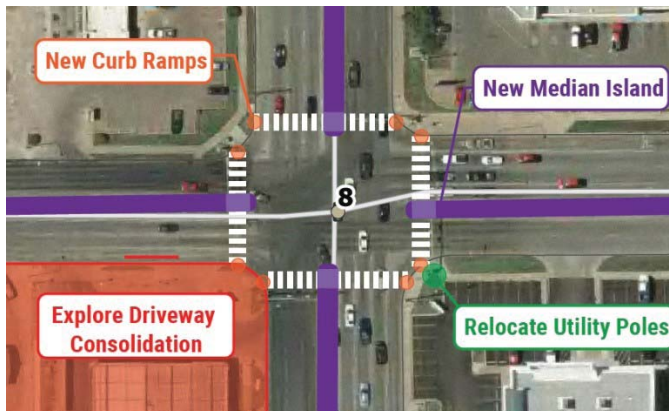 New Curb Ramps
New Median Island
8
Explore Driveway
Consolidation
Relocate Utility Poles